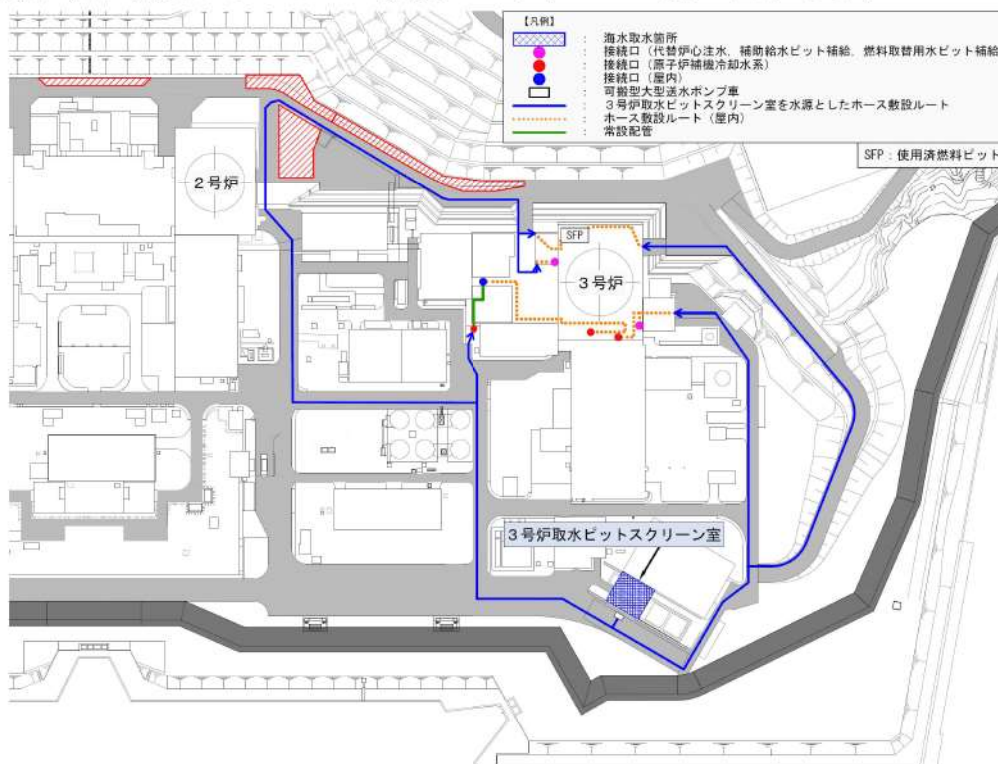 【凡例】
： 海水取水箇所
： 接続口（代替炉心注水，補助給水ピット補給，燃料取替用水ピット補給
： 接続口（原子炉補機冷却水系）
： 接続口（屋内）
： 可搬型大型送水ポンプ車
： ３号炉取水ピットスクリーン室を水源としたホース敷設ルート
： ホース敷設ルート（屋内）
： 常設配管
SFP：使用済燃料ピット
２号炉
SFP
３号炉
３号炉取水ピットスクリーン室